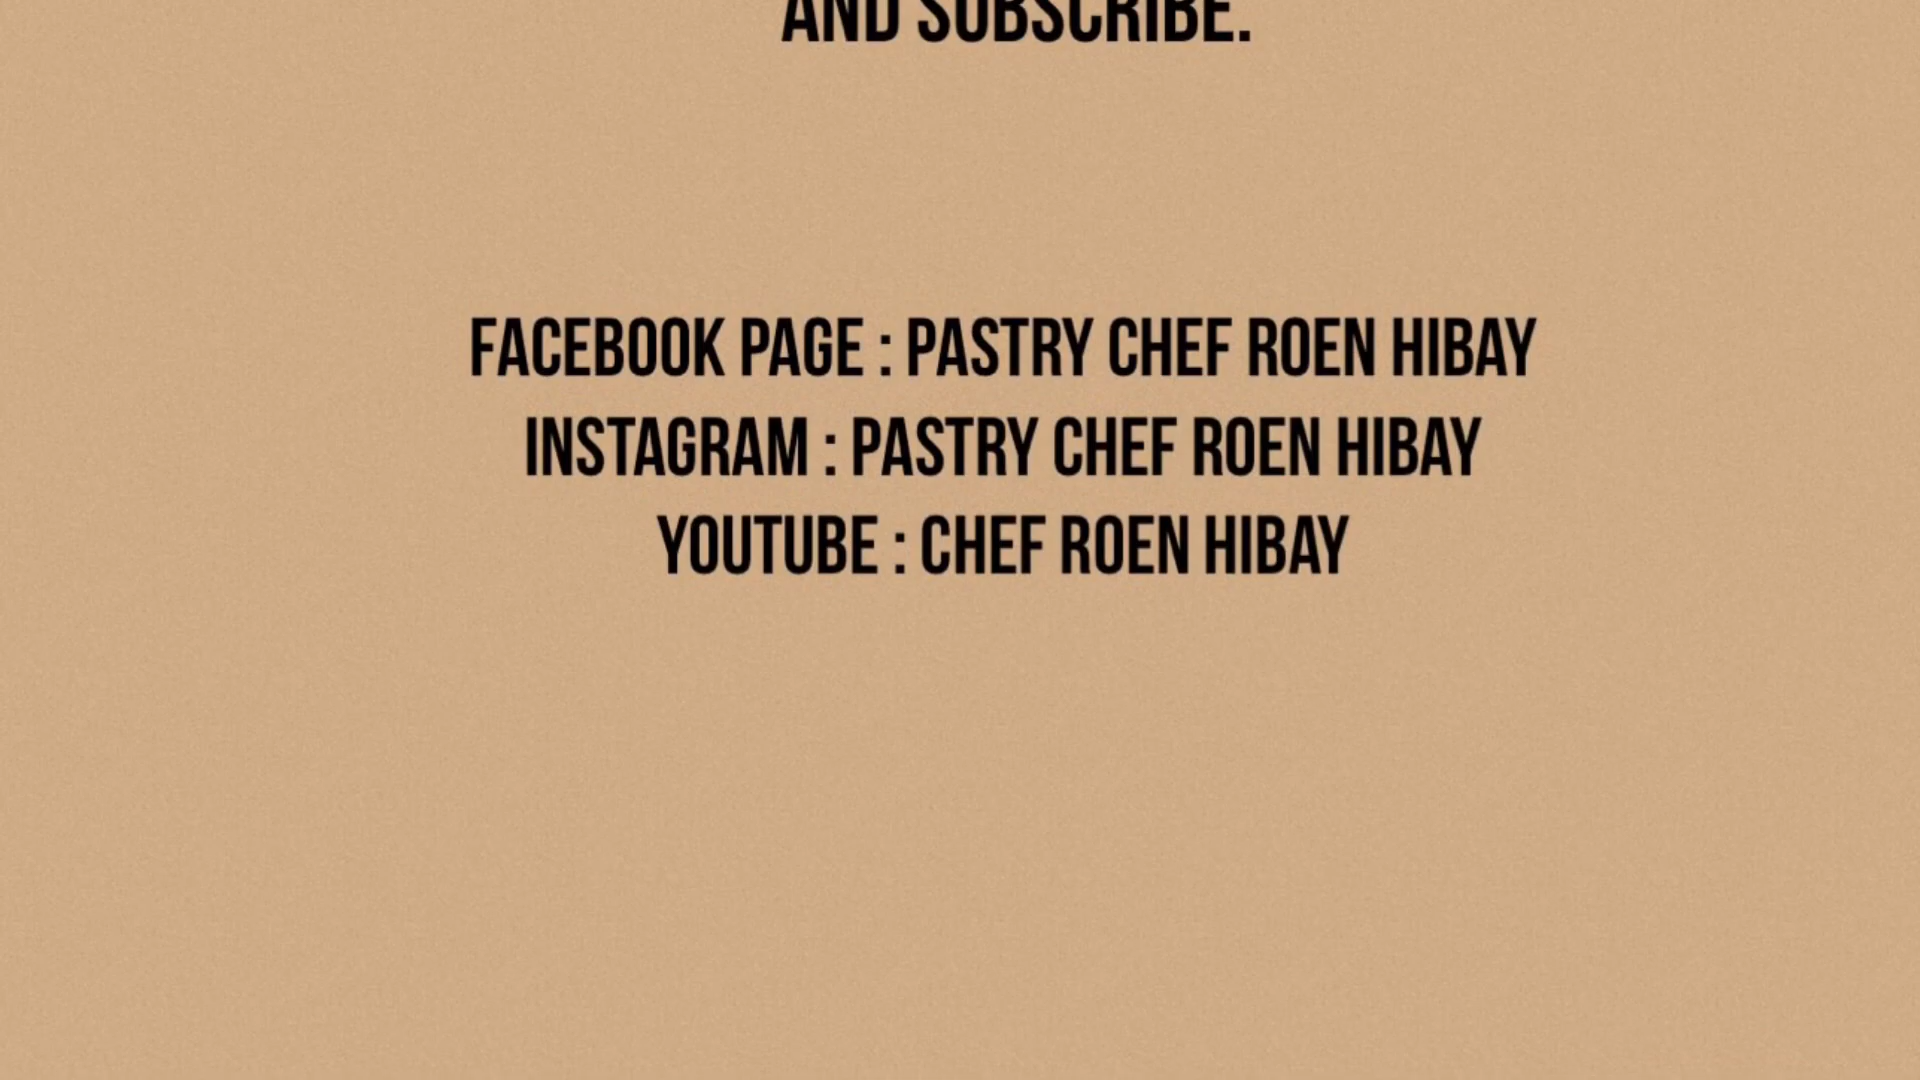 AND SUBSCRIBE.
FACEBOOK PAGE : PASTRY CHEF ROEN HIBAY
INSTAGRAM : PASTRY CHEF ROEN HIBAY
YOUTUBE : CHEF ROEN HIBAY